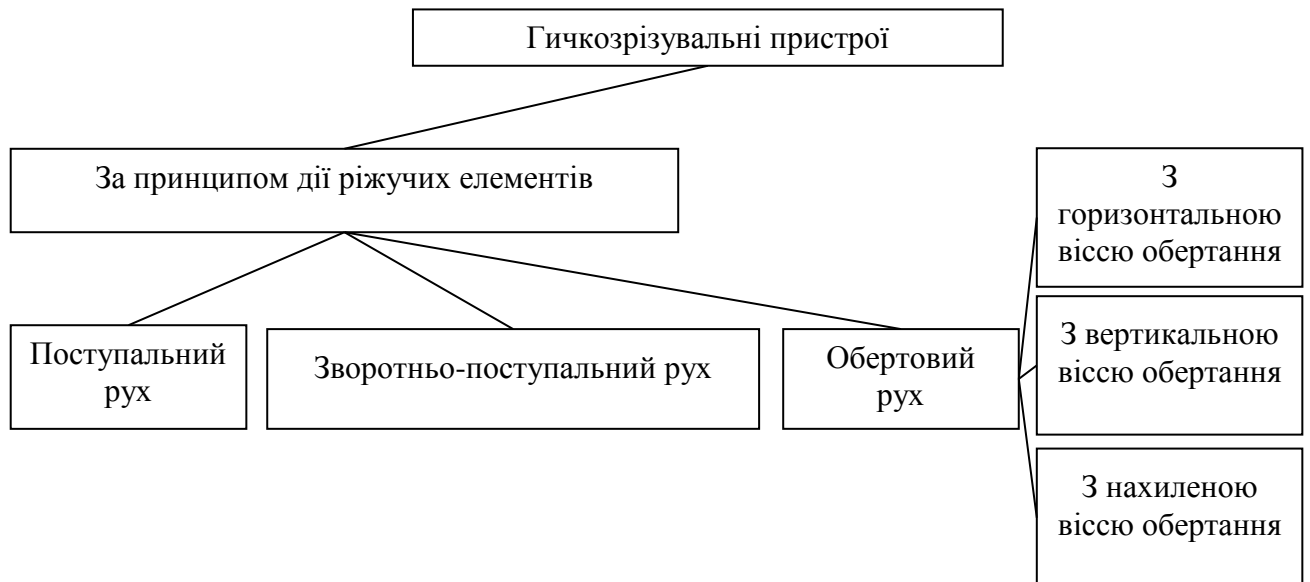 Гичкозрізувальні пристрої
За принципом дії ріжучих елементів
Поступальний
рух
Зворотньо-поступальний рух
Обертовий
рух
З
горизонтальною
віссю обертання
З вертикальною
віссю обертання
З нахиленою
віссю обертання